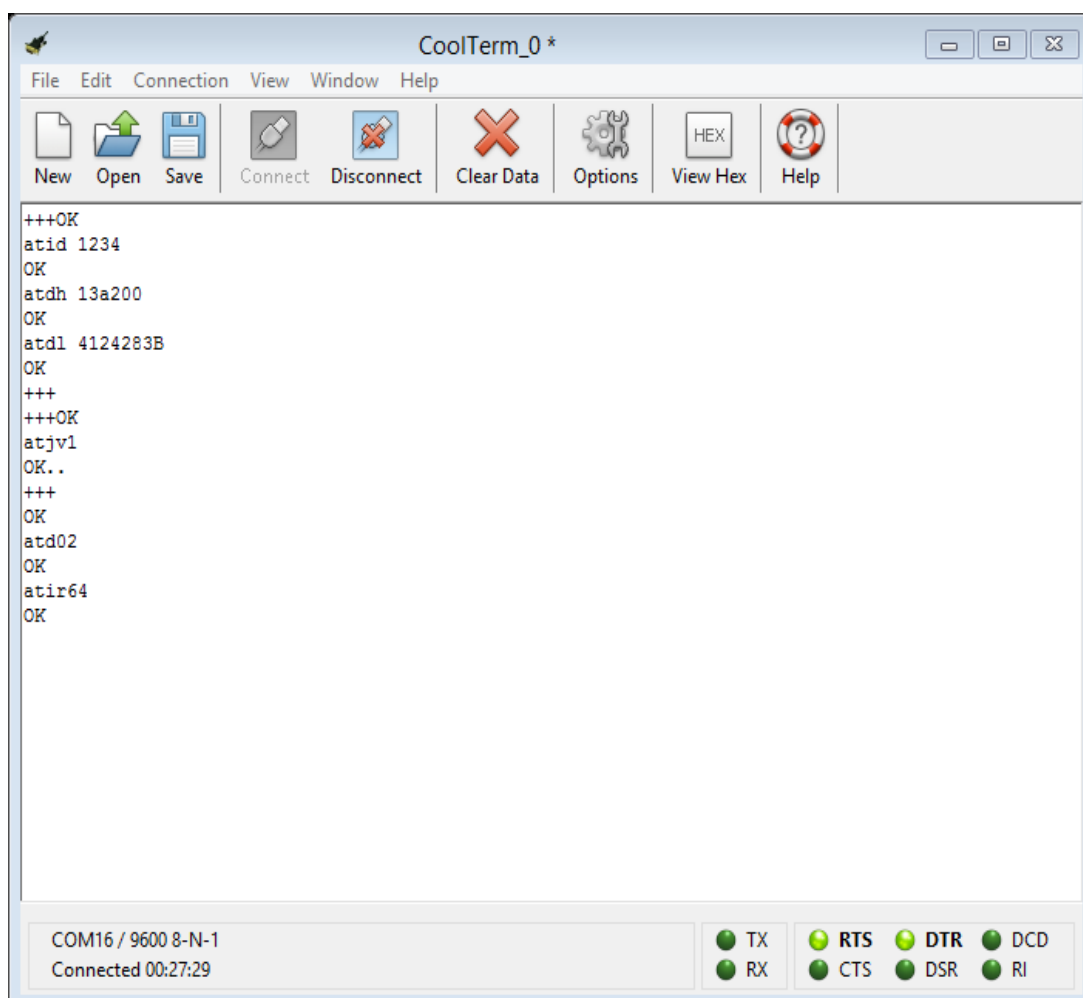 CoolTerm_0 *
File Edit Connection View Window Help
HEX
New Open Save Connect Disconnect Clear Data Options View Hex Help
+++OK
atid 1234
OK
atdh 13a200
OK
atdl 4124283B
OK
+++
+++OK
atjv1
OK..
+++
OK
atd02
OK
atir64
OK
COM16 / 9600 8-N-1
Connected 00:27:29
TX RTS DTR DCD
RX CTS DSR RI